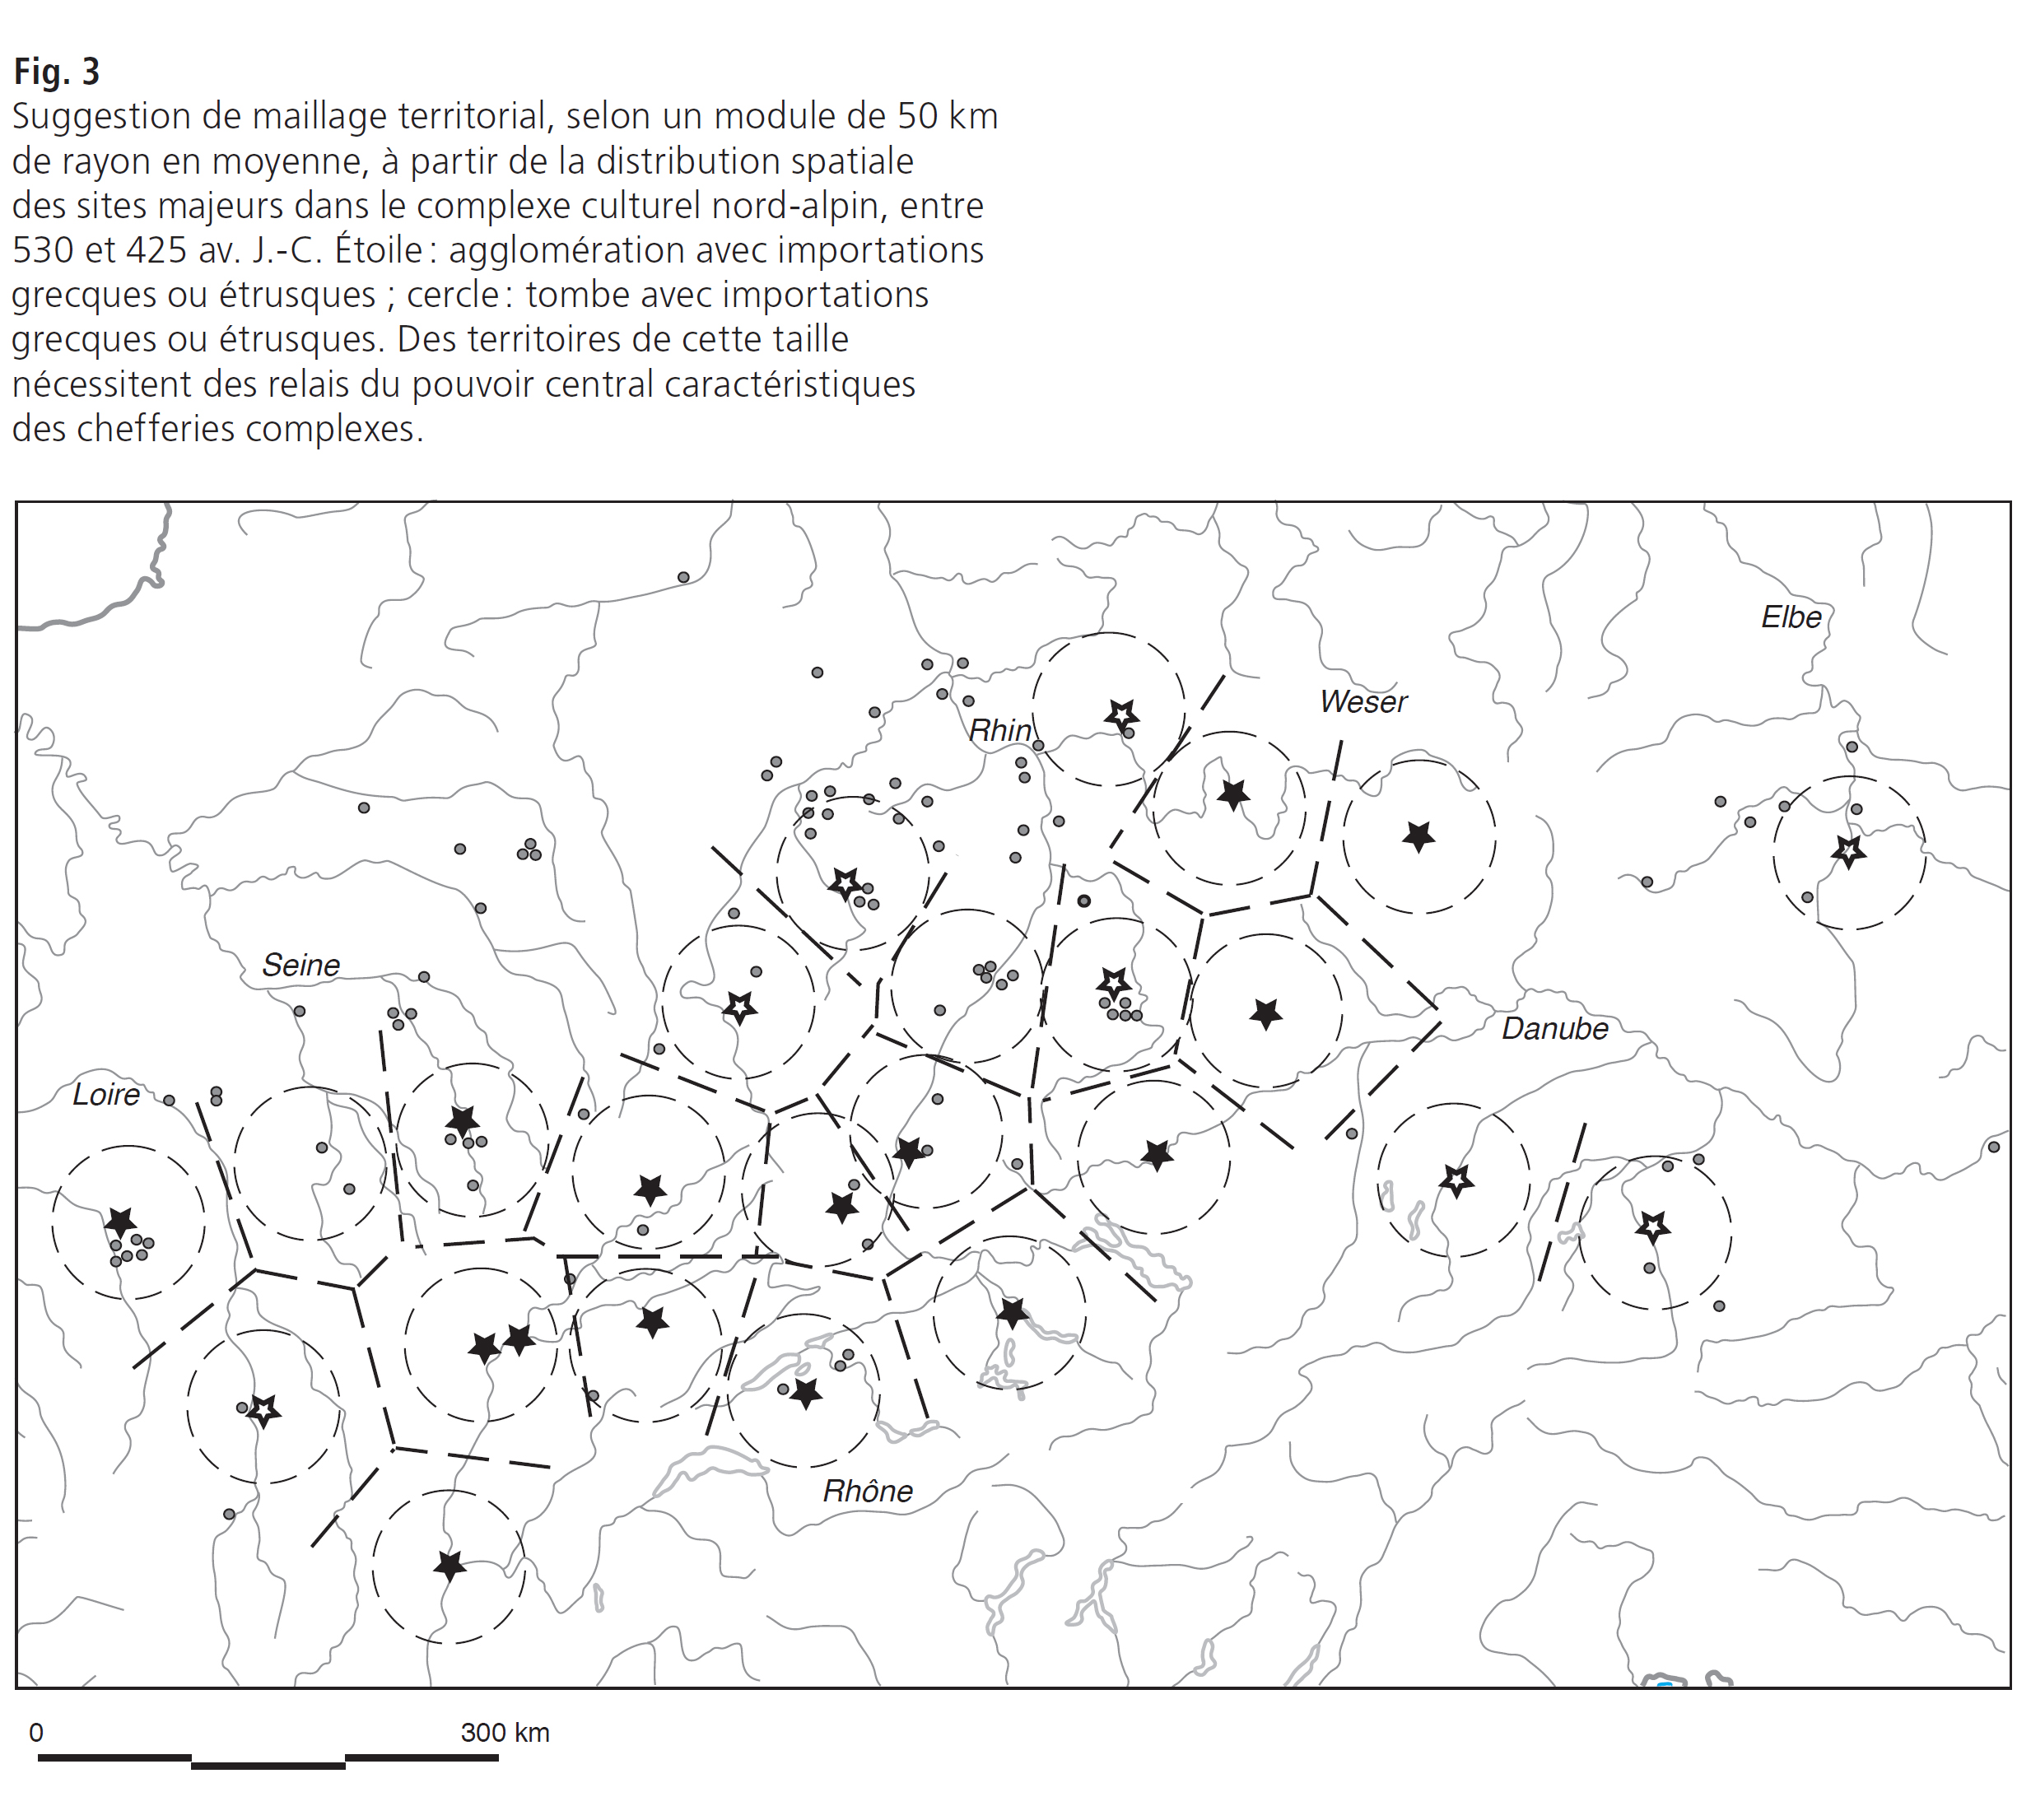 Fig. 3
Suggestion de maillage territorial, selon un module de 50 km
de rayon en moyenne, à partir de la distribution spatiale
des sites majeurs dans le complexe culturel nord-alpin, entre
530 et 425 av. J.-C. Étoile : agglomération avec importations
grecques ou étrusques ; cercle : tombe avec importations
grecques ou étrusques. Des territoires de cette taille
nécessitent des relais du pouvoir central caractéristiques
des chefferies complexes.
Elbe
Weser
Rhin
Seine
Danube
Loire
Rhône
0 300 km